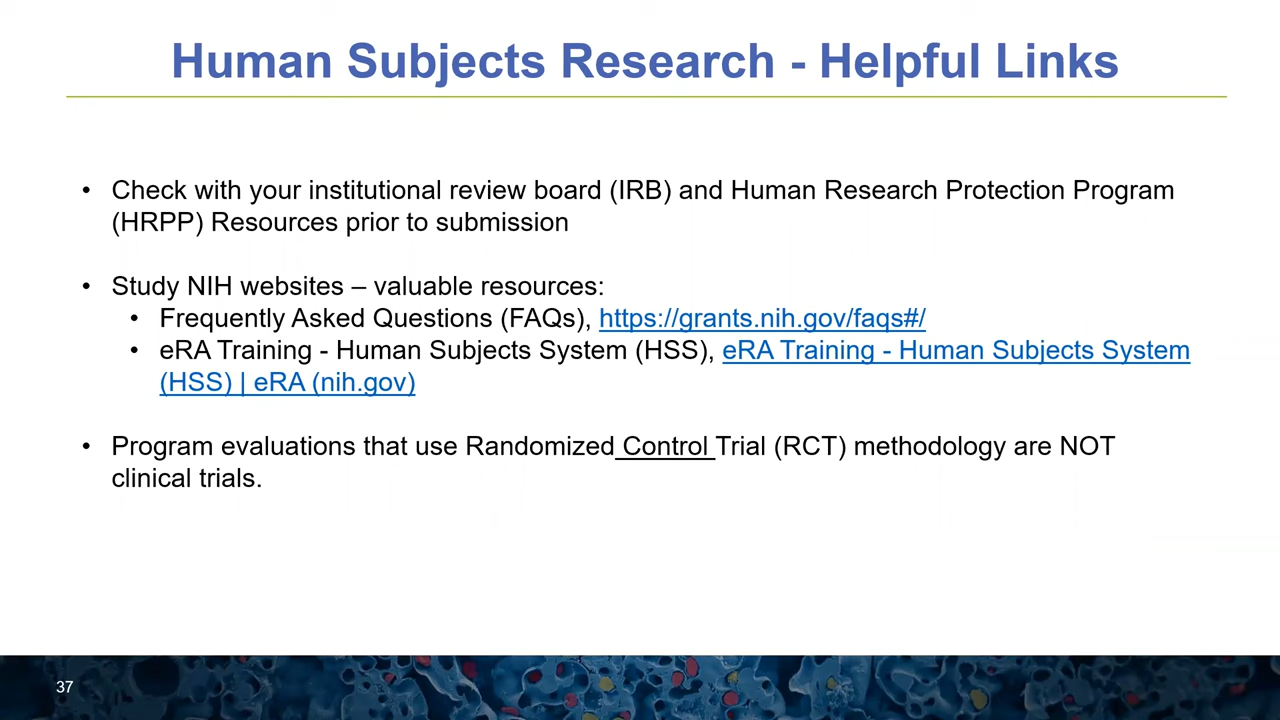 Human Subjects Research - Helpful Links
• Check with your institutional review board (IRB) and Human Research Protection Program
(HRPP) Resources prior to submission
• Study NIH websites – valuable resources:
• Frequently Asked Questions (FAQs), https://grants.nih.gov/faqs#/
• eRA Training - Human Subjects System (HSS), eRA Training - Human Subjects System
(HSS) | eRA (nih.gov)
• Program evaluations that use Randomized Control Trial (RCT) methodology are NOT
clinical trials.
37